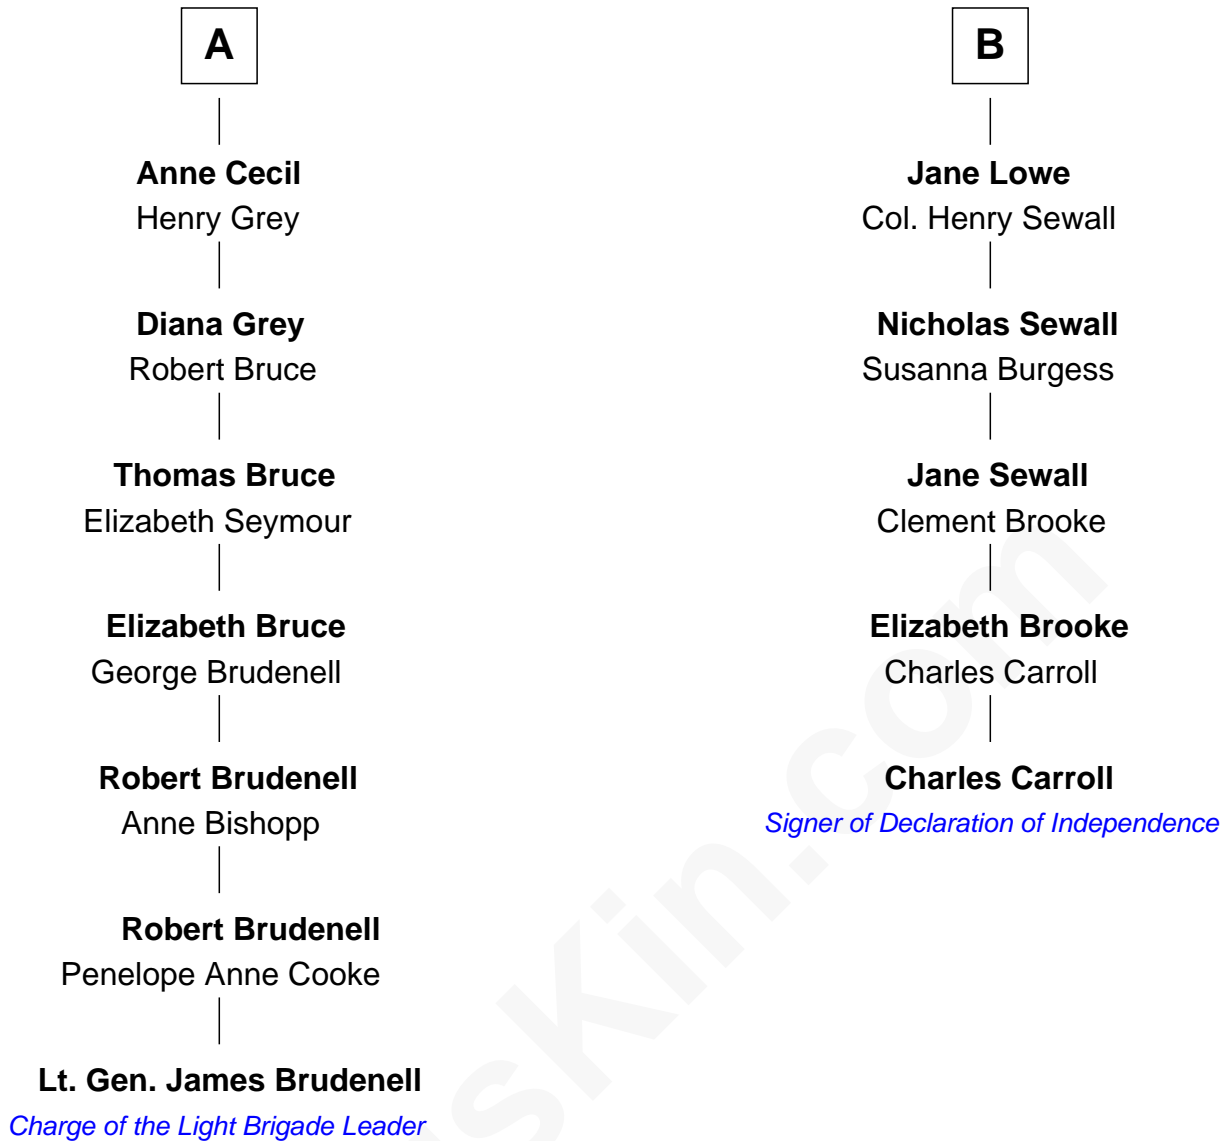 A
Anne Cecil
Henry Grey
Diana Grey
Robert Bruce
Thomas Bruce
Elizabeth Seymour
Elizabeth Bruce
George Brudenell
Robert Brudenell
Anne Bishopp
Robert Brudenell
Penelope Anne Cooke
Lt. Gen. James Brudenell
Charge of the Light Brigade Leader
B
Jane Lowe
Col. Henry Sewall
Nicholas Sewall
Susanna Burgess
Jane Sewall
Clement Brooke
Elizabeth Brooke
Charles Carroll
Charles Carroll
Signer of Declaration of Independence
sKin.com